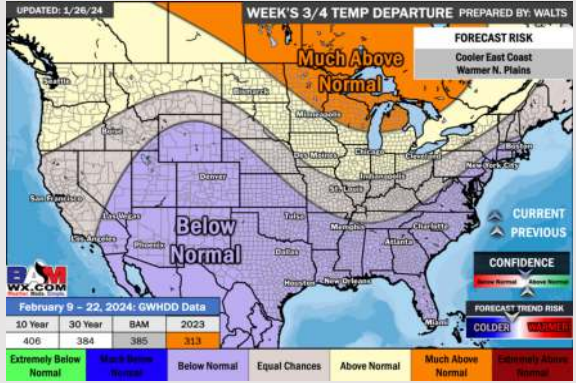 UPDATED: 1/26/24
WEEK'S 3/4 TEMP DEPARTURE PREPARED BY: WALTS
FORECAST RISK
Cooler East Coast
Warmer N. Plains
Much Above
Normal
Seattle
Bismarck
Minneapolis
Boise
Boston
Des Moines
Chicago
Cleveland
New York City
Indianapolis
Denver
St. Louis
San Francisco
Las Vegas
Tulsa
Memphis
Charlotte
Los Angeles
Phoenix
Atlanta
Below
Normal
Dallas
Houston
New Orleans
Miami
CURRENT
PREVIOUS
CONFIDENCE
Below Normal
Above Normal
FORECAST TREND RISK
COLDER
WARMER
BAM
WX.COM
February 9 – 22, 2024: GWHDD Data
10 Year 30 Year BAM 2023
406 384 385 313
Extremely Below Normal
Much Below Normal
Below Normal
Equal Chances
Above Normal
Much Above Normal
Extremely Above Normal